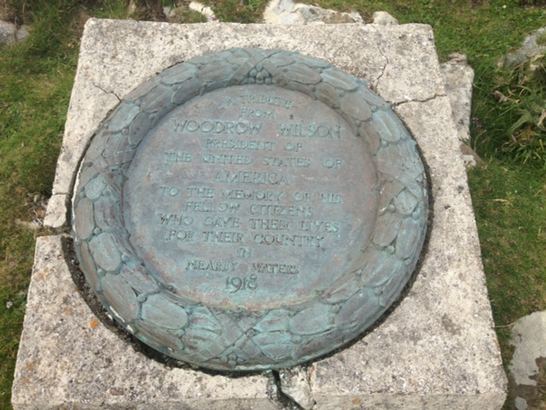 A TRIBUTE
FROM
WOODROW WILSON
PRESIDENT OF
THE UNITED STATES OF
AMERICA
TO THE MEMORY OF HIS
FELLOW CITIZENS
WHO GAVE THEIR LIVES
FOR THEIR COUNTRY
IN
NEARBY WATERS
1918